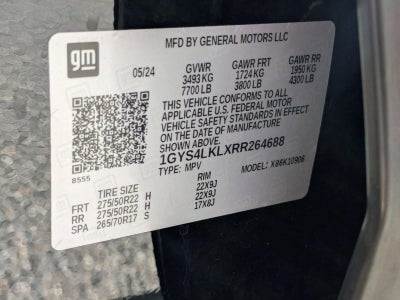 gm
MFD BY GENERAL MOTORS LLC
05/24 GVWR GAWR FRT GAWR RR
3493 KG 1724 KG 1950 KG
7700 LB 3800 LB 4300 LB
THIS VEHICLE CONFORMS TO ALL
APPLICABLE U.S. FEDERAL MOTOR
VEHICLE SAFETY STANDARDS IN EFFECT
ON THE DATE OF MANUFACTURE
SHOWN ABOVE.
1GYS4LKLXRR264688
8555 TYPE: MPV MODEL: X86K10906
TIRE SIZE RIM
FRT 275/50R22 H 22X9J
RR 275/50R22 H 22X9J
SPA 265/70R17 S 17X8J